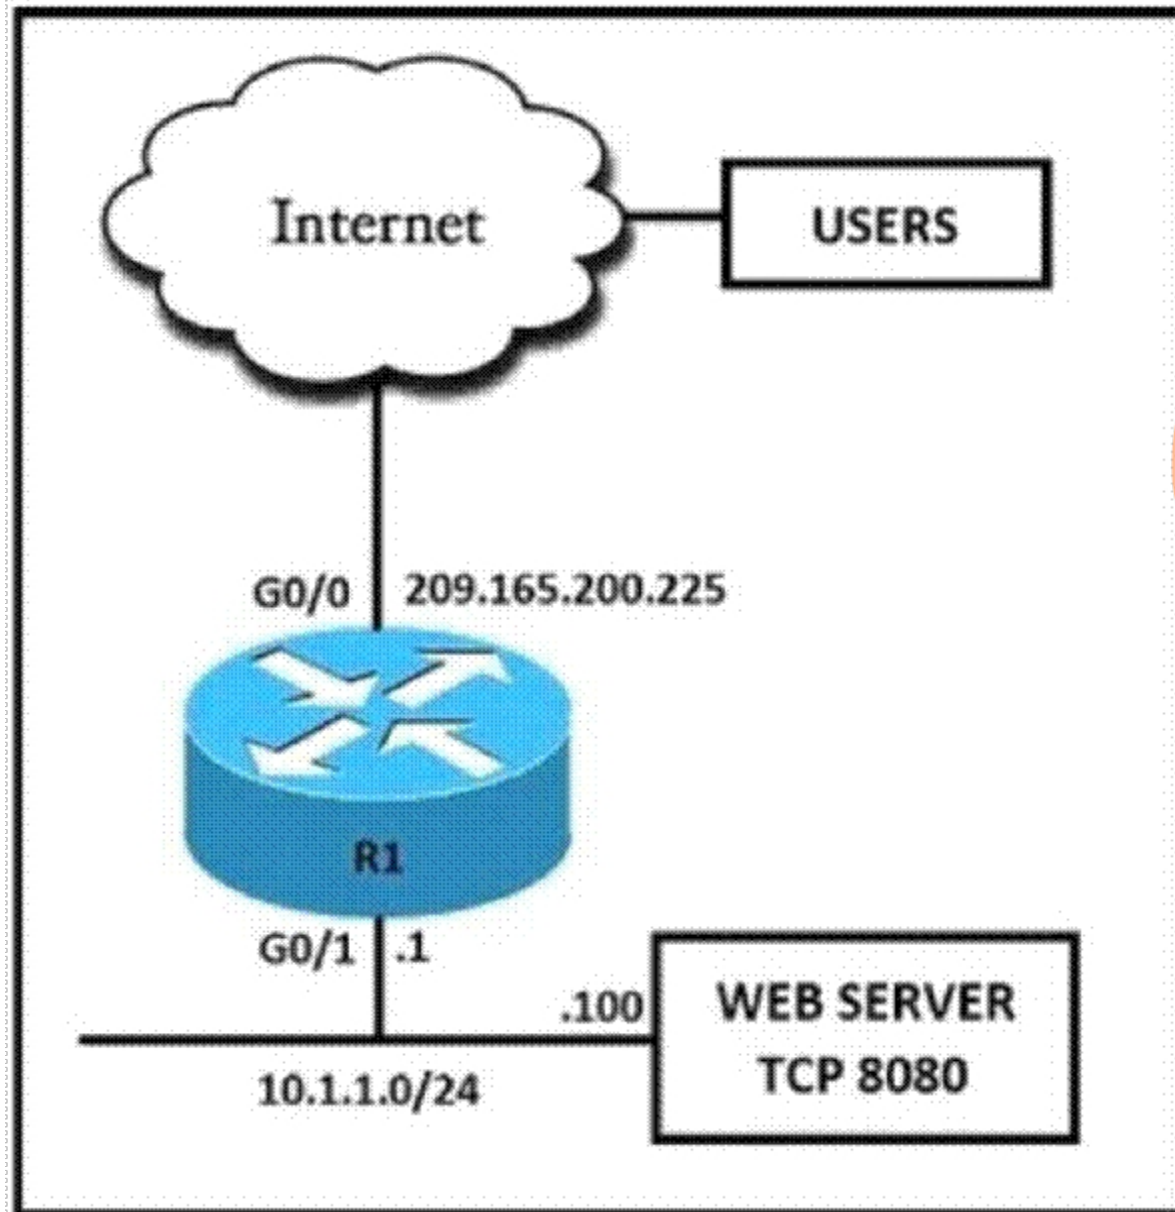 Internet
USERS
G0/0
209.165.200.225
R1
G0/1
.1
.100
WEB SERVER
TCP 8080
10.1.1.0/24